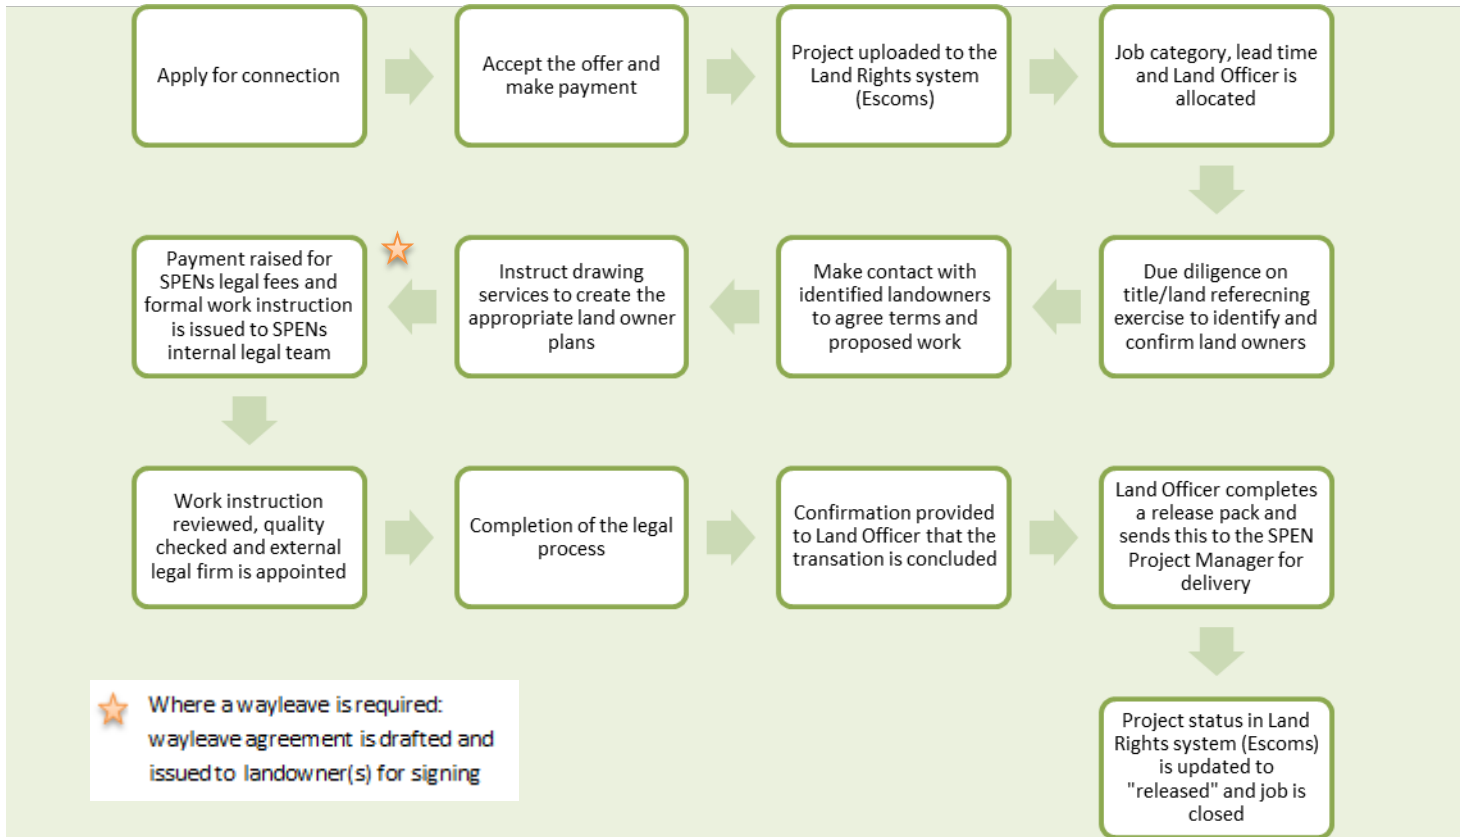 Apply for connection
Accept the offer and
make payment
Project uploaded to the
Land Rights system
(Escoms)
Job category, lead time
and Land Officer is
allocated
Due diligence on
title/land referecning
exercise to identify and
confirm land owners
Make contact with
identified landowners
to agree terms and
proposed work
Instruct drawing
services to create the
appropriate land owner
plans
Payment raised for
SPENs legal fees and
formal work instruction
is issued to SPENs
internal legal team
Work instruction
reviewed, quality
checked and external
legal firm is appointed
Completion of the legal
process
Confirmation provided
to Land Officer that the
transation is concluded
Land Officer completes
a release pack and
sends this to the SPEN
Project Manager for
delivery
Project status in Land
Rights system (Escoms)
is updated to
"released" and job is
closed
Where a wayleave is required:
wayleave agreement is drafted and
issued to landowner(s) for signing